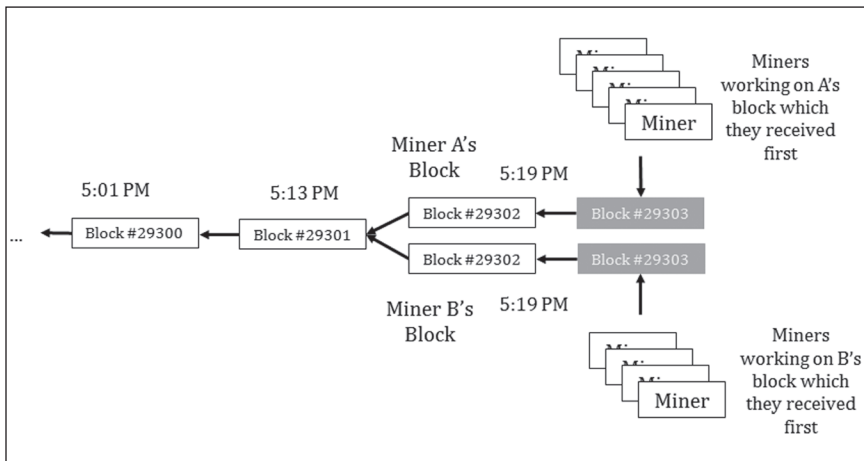 Miners
working on A's
block which
they received
first
Miner
Miner A's
Block
5:01 PM
5:13 PM
5:19 PM
...
Block #29300
Block #29301
Block #29302
Block #29303
Block #29302
Block #29303
Miner B's
Block
5:19 PM
Miner
Miners
working on B's
block which
they received
first